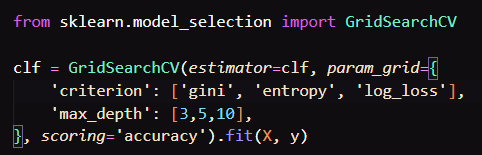 from sklearn.model_selection import GridSearchCV
clf = GridSearchCV(estimator=clf, param_grid={
    'criterion': ['gini', 'entropy', 'log_loss'],
    'max_depth': [3,5,10],
}, scoring='accuracy').fit(X, y)